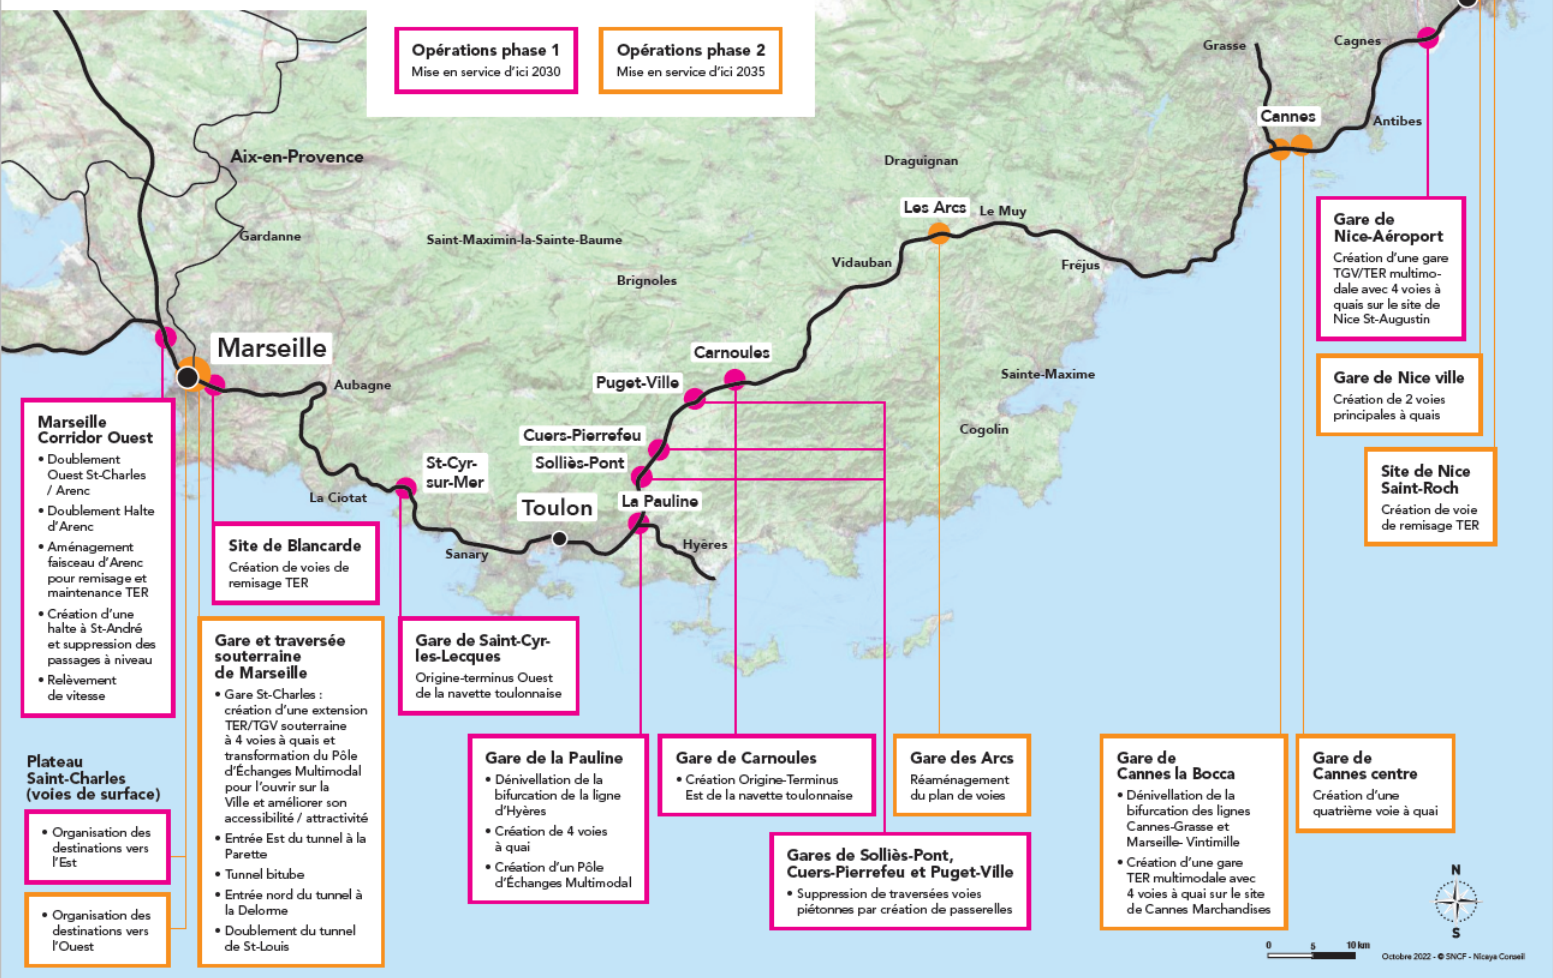 Opérations phase 1
Mise en service d'ici 2030
Opérations phase 2
Mise en service d'ici 2035
Grasse
Cagnes
Cannes
Antibes
Aix-en-Provence
Draguignan
Les Arcs
Le Muy
Gardanne
Saint-Maximin-la-Sainte-Baume
Vidauban
Fréjus
Brignoles
Marseille
Carnoules
Aubagne
Puget-Ville
Sainte-Maxime
Cuers-Pierrefeu
Cogolin
Solliès-Pont
St-Cyr-
sur-Mer
La Ciotat
Toulon
La Pauline
Sanary
Hyères
Gare de
Nice-Aéroport
Création d'une gare
TGV/TER multimo-
dale avec 4 voies à
quais sur le site de
Nice St-Augustin
Gare de Nice ville
Création de 2 voies
principales à quais
Site de Nice
Saint-Roch
Création de voie
de remisage TER
Marseille
Corridor Ouest
• Doublement
Ouest St-Charles
/ Arenc
• Doublement Halte
d'Arenc
• Aménagement
faisceau d'Arenc
pour remisage et
maintenance TER
• Création d'une
halte à St-André
et suppression des
passages à niveau
• Relèvement
de vitesse
Site de Blancarde
Création de voies de
remisage TER
Gare et traversée
souterraine
de Marseille
• Gare St-Charles :
création d'une extension
TER/TGV souterraine
à 4 voies à quais et
transformation du Pôle
d'Échanges Multimodal
pour l'ouvrir sur la
Ville et améliorer son
accessibilité / attractivité
• Entrée Est du tunnel à la
Parette
• Tunnel bitube
• Entrée nord du tunnel à
la Delorme
• Doublement du tunnel
de St-Louis
Gare de Saint-Cyr-
les-Lecques
Origine-terminus Ouest
de la navette toulonnaise
Plateau
Saint-Charles
(voies de surface)
• Organisation des
destinations vers
l'Est
• Organisation des
destinations vers
l'Ouest
Gare de la Pauline
• Dénivellation de la
bifurcation de la ligne
d'Hyères
• Création de 4 voies
à quai
• Création d'un Pôle
d'Échanges Multimodal
Gare de Carnoules
• Création Origine-Terminus
Est de la navette toulonnaise
Gares de Solliès-Pont,
Cuers-Pierrefeu et Puget-Ville
• Suppression de traversées voies
piétonnes par création de passerelles
Gare des Arcs
Réaménagement
du plan de voies
Gare de
Cannes la Bocca
• Dénivellation de la
bifurcation des lignes
Cannes-Grasse et
Marseille- Vintimille
• Création d'une gare
TER multimodale avec
4 voies à quai sur le site
de Cannes Marchandises
Gare de
Cannes centre
Création d'une
quatrième voie à quai
N
S
0 5 10 km
Octobre 2022 - © SNCF - Nicaya Conseil